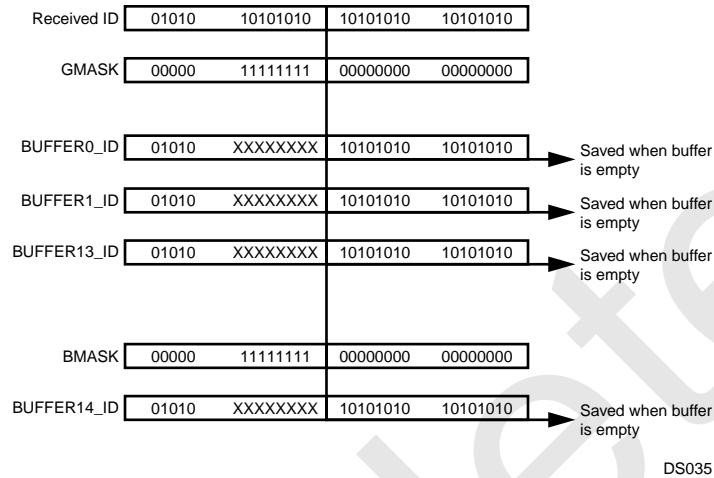 Received ID 01010 10101010 10101010 10101010
GMASK 00000 11111111 00000000 00000000
BUFFER0_ID 01010 XXXXXXXX 10101010 10101010
Saved when buffer
is empty
BUFFER1_ID 01010 XXXXXXXX 10101010 10101010
Saved when buffer
is empty
BUFFER13_ID 01010 XXXXXXXX 10101010 10101010
Saved when buffer
is empty
BMASK 00000 11111111 00000000 00000000
BUFFER14_ID 01010 XXXXXXXX 10101010 10101010
Saved when buffer
is empty
DS035